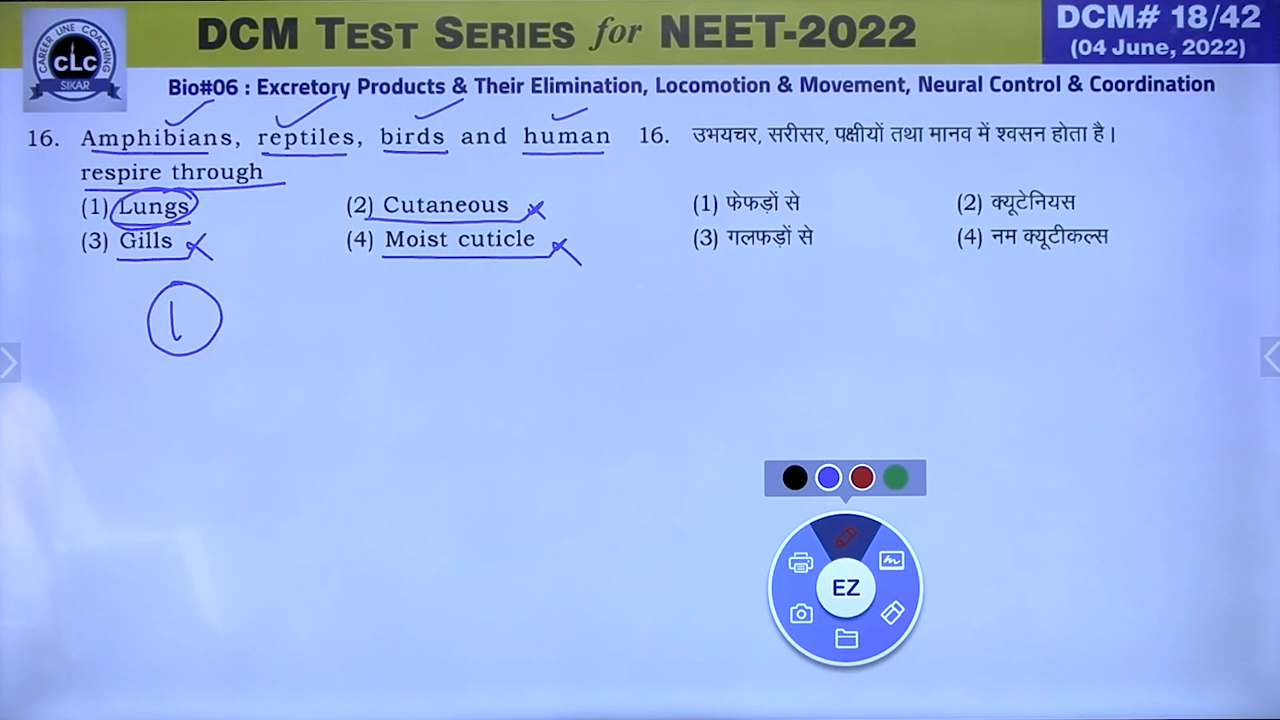 CAREER LINE COACHING
CLC
SIKAR
DCM TEST SERIES for NEET-2022
DCM# 18/42
(04 June, 2022)
Bio#06 : Excretory Products & Their Elimination, Locomotion & Movement, Neural Control & Coordination
16. Amphibians, reptiles, birds and human
respire through
(1) Lungs (2) Cutaneous
(3) Gills (4) Moist cuticle
1
16. उभयचर, सरीसर, पक्षीयों तथा मानव में श्वसन होता है।
(1) फेफड़ों से (2) क्यूटेनियस
(3) गलफड़ों से (4) नम क्यूटीकल्स
EZ